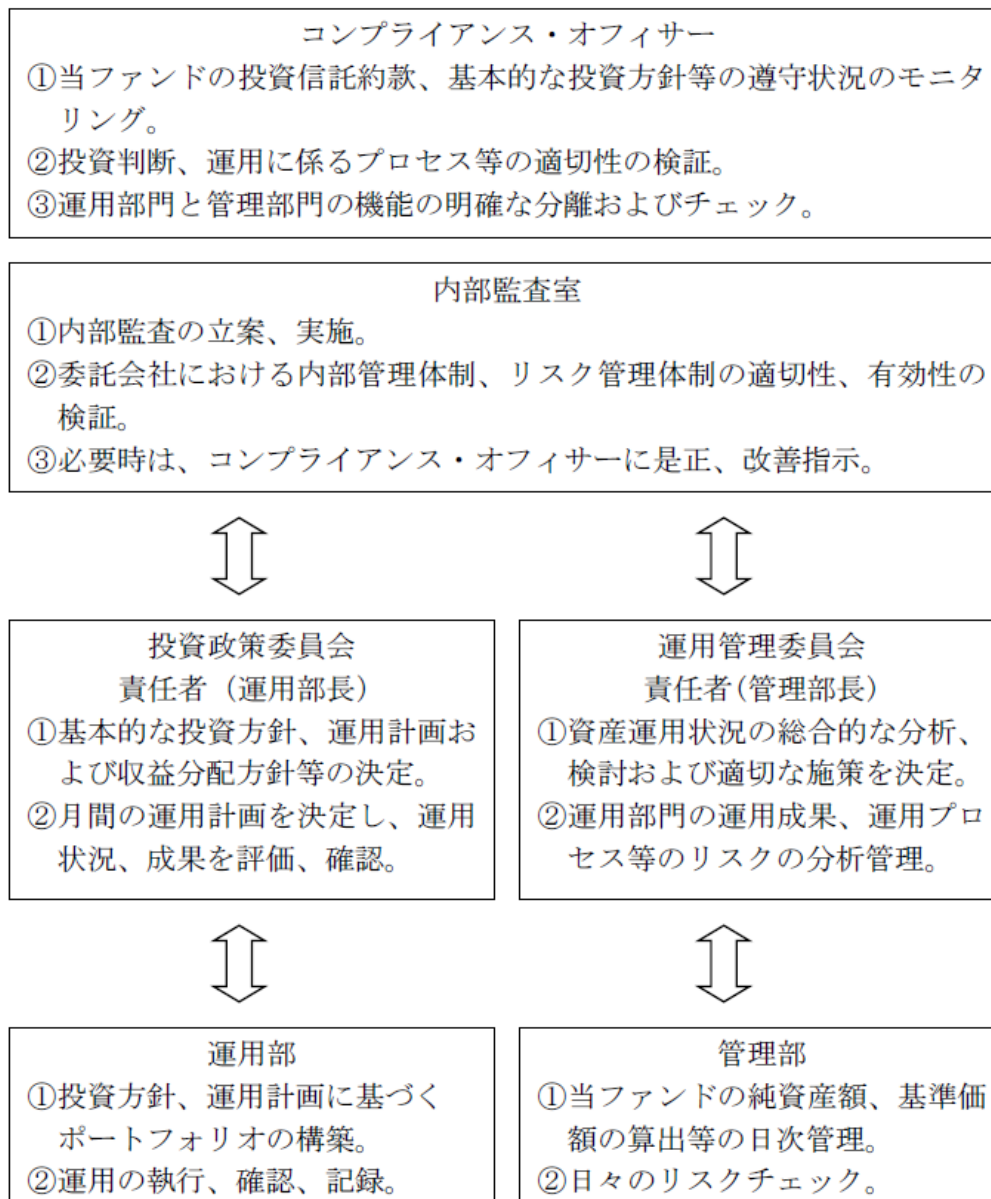 コンプライアンス・オフィサー
①当ファンドの投資信託約款、基本的な投資方針等の遵守状況のモニタ
リング。
②投資判断、運用に係るプロセス等の適切性の検証。
③運用部門と管理部門の機能の明確な分離およびチェック。
内部監査室
①内部監査の立案、実施。
②委託会社における内部管理体制、リスク管理体制の適切性、有効性の
検証。
③必要時は、コンプライアンス・オフィサーに是正、改善指示。
投資政策委員会
責任者（運用部長）
①基本的な投資方針、運用計画お
よび収益分配方針等の決定。
②月間の運用計画を決定し、運用
状況、成果を評価、確認。
運用管理委員会
責任者(管理部長)
①資産運用状況の総合的な分析、
検討および適切な施策を決定。
②運用部門の運用成果、運用プロ
セス等のリスクの分析管理。
運用部
①投資方針、運用計画に基づく
ポートフォリオの構築。
②運用の執行、確認、記録。
管理部
①当ファンドの純資産額、基準価
額の算出等の日次管理。
②日々のリスクチェック。